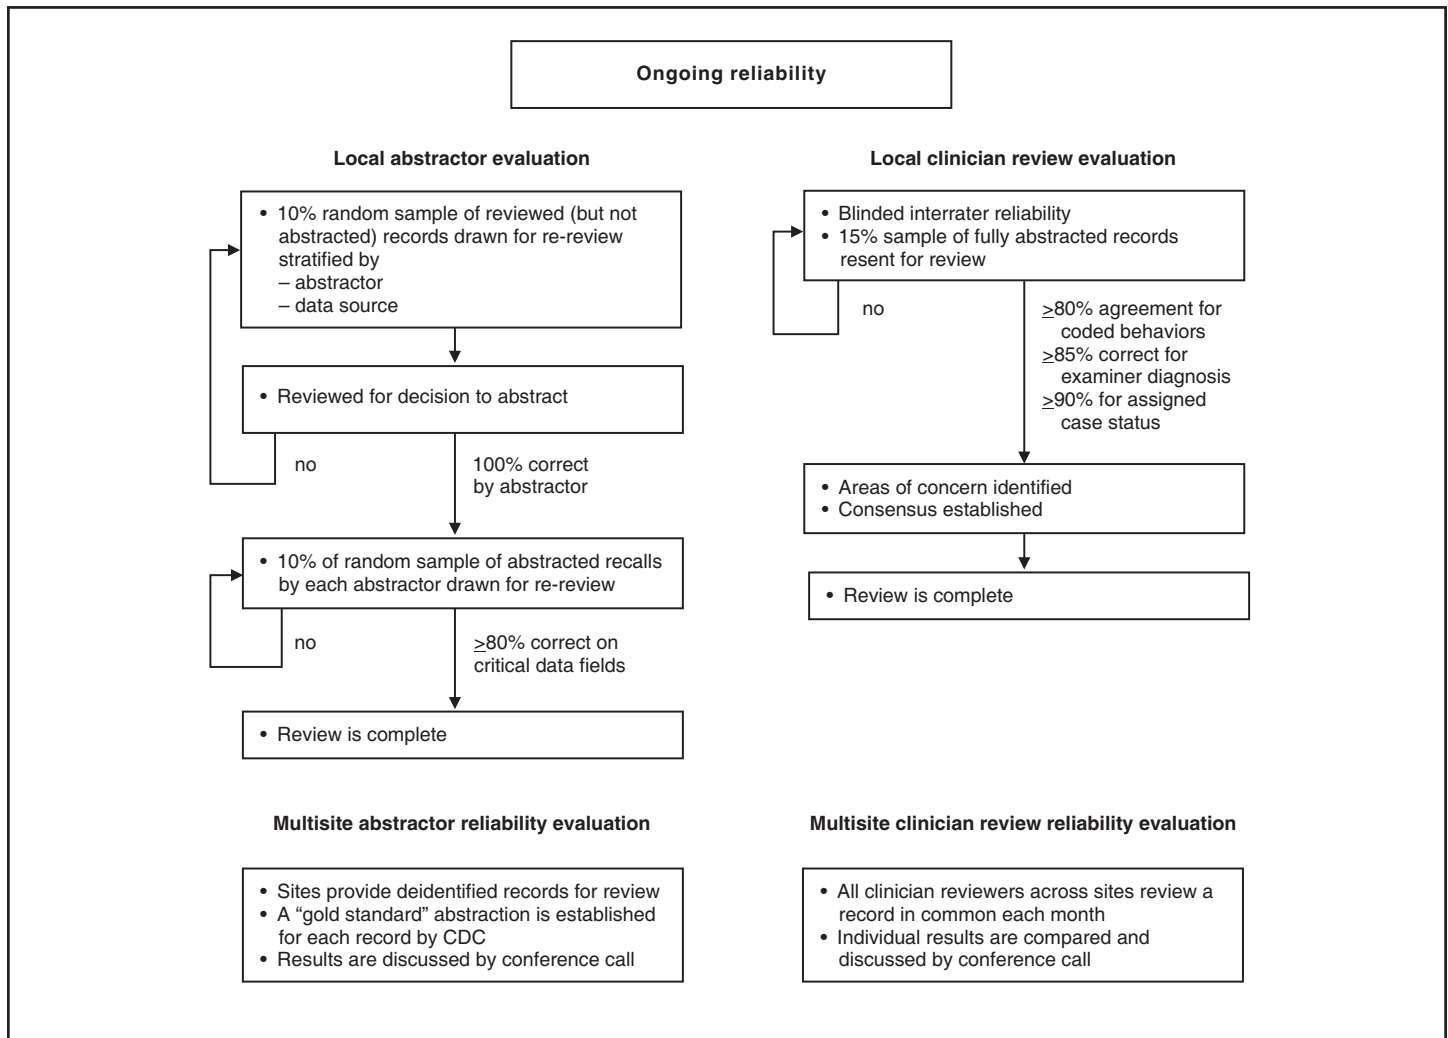 Ongoing reliability
Local abstractor evaluation
• 10% random sample of reviewed (but not
abstracted) records drawn for re-review
stratified by
– abstractor
– data source
• Reviewed for decision to abstract
no
100% correct
by abstractor
• 10% of random sample of abstracted recalls
by each abstractor drawn for re-review
no
≥80% correct on
critical data fields
• Review is complete
Local clinician review evaluation
• Blinded interrater reliability
• 15% sample of fully abstracted records
resent for review
no
≥80% agreement for
coded behaviors
≥85% correct for
examiner diagnosis
≥90% for assigned
case status
• Areas of concern identified
• Consensus established
• Review is complete
Multisite abstractor reliability evaluation
• Sites provide deidentified records for review
• A “gold standard” abstraction is established
for each record by CDC
• Results are discussed by conference call
Multisite clinician review reliability evaluation
• All clinician reviewers across sites review a
record in common each month
• Individual results are compared and
discussed by conference call